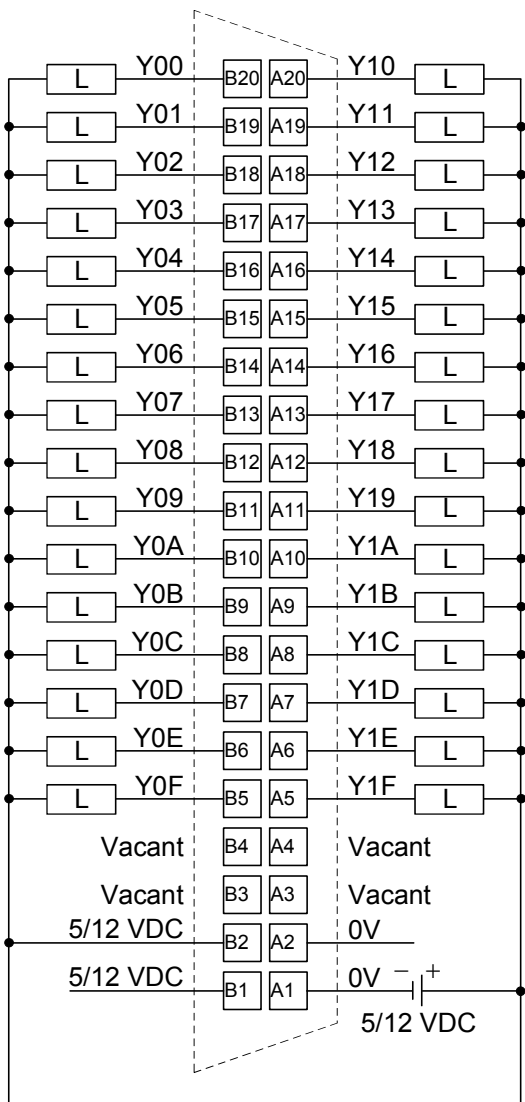 L Y00 B20 A20 Y10 L
L Y01 B19 A19 Y11 L
L Y02 B18 A18 Y12 L
L Y03 B17 A17 Y13 L
L Y04 B16 A16 Y14 L
L Y05 B15 A15 Y15 L
L Y06 B14 A14 Y16 L
L Y07 B13 A13 Y17 L
L Y08 B12 A12 Y18 L
L Y09 B11 A11 Y19 L
L Y0A B10 A10 Y1A L
L Y0B B9 A9 Y1B L
L Y0C B8 A8 Y1C L
L Y0D B7 A7 Y1D L
L Y0E B6 A6 Y1E L
L Y0F B5 A5 Y1F L
Vacant B4 A4 Vacant
Vacant B3 A3 Vacant
5/12 VDC B2 A2 0V
5/12 VDC B1 A1 0V − +
5/12 VDC